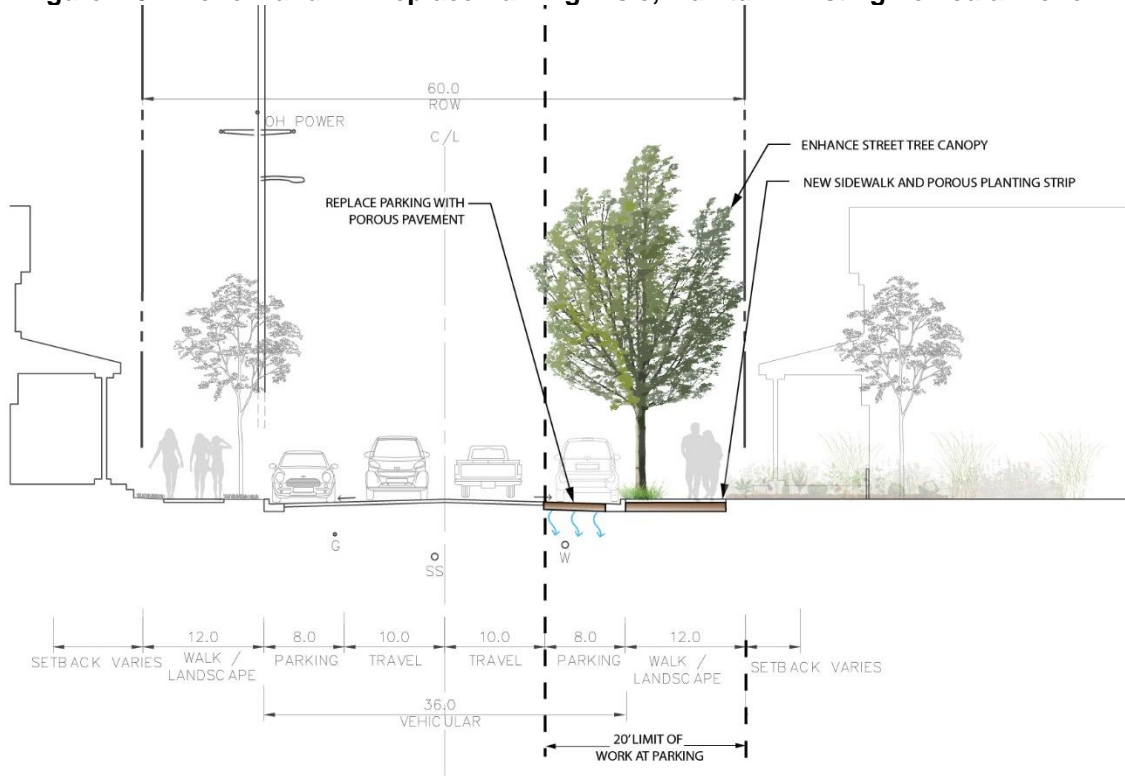 60.0
ROW
OH POWER
C/L
ENHANCE STREET TREE CANOPY
NEW SIDEWALK AND POROUS PLANTING STRIP
REPLACE PARKING WITH
POROUS PAVEMENT
G
SS
W
12.0
8.0
10.0
10.0
8.0
12.0
SETBACK VARIES
WALK /
LANDSCAPE
PARKING
TRAVEL
TRAVEL
PARKING
WALK /
LANDSCAPE
SETBACK VARIES
36.0
VEHICULAR
20' LIMIT OF
WORK AT PARKING